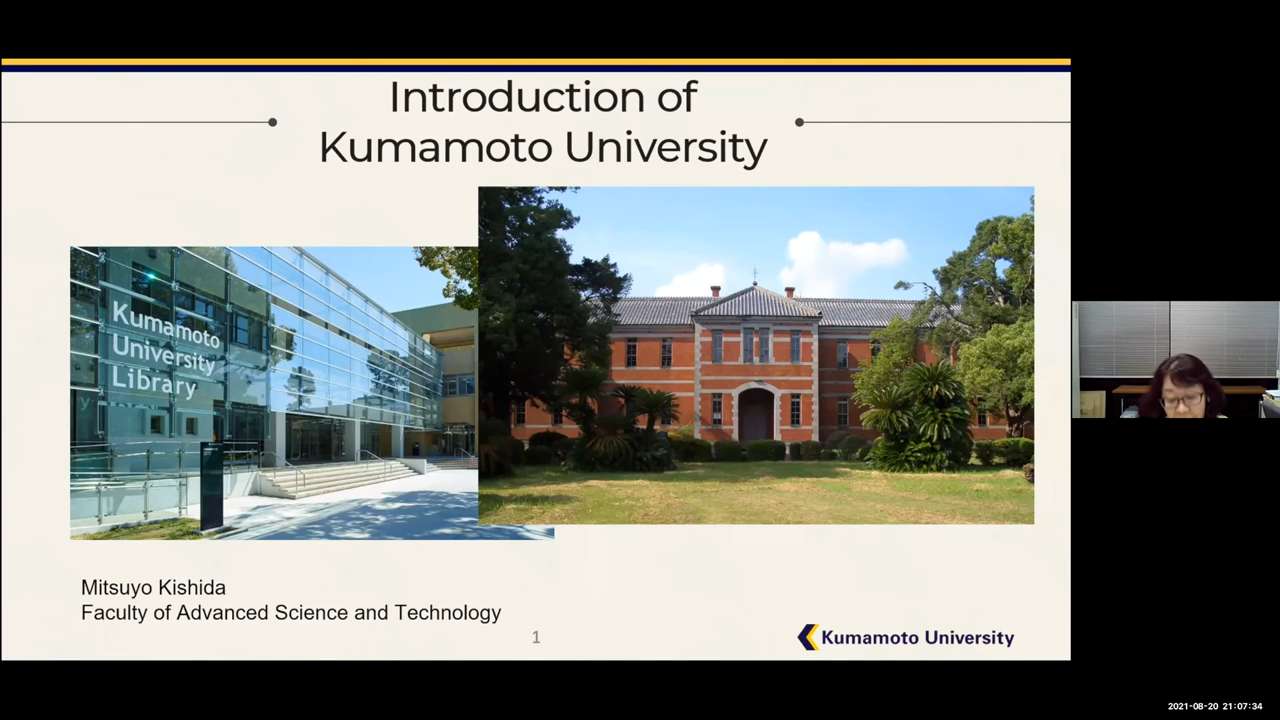 Introduction of
Kumamoto University
Kumamoto
University
Library
Mitsuyo Kishida
Faculty of Advanced Science and Technology
1
Kumamoto University
2021-08-20 21:07:34